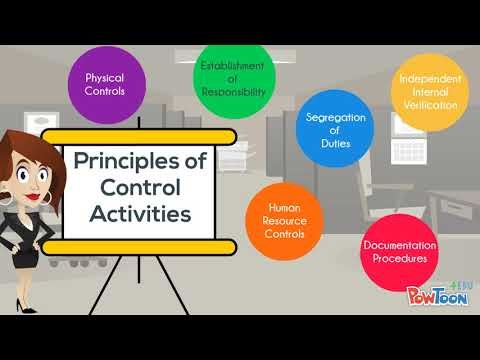 Physical
Controls
Establishment
of
Responsibility
Independent
Internal
Verification
Segregation
of
Duties
Principles of
Control
Activities
Human
Resource
Controls
Documentation
Procedures
4EDU
POWTOON